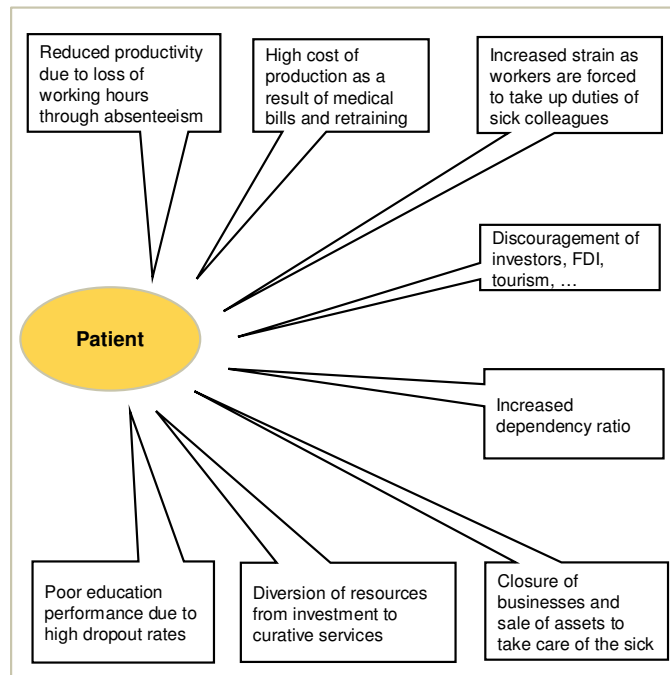 Reduced productivity
due to loss of
working hours
through absenteeism
High cost of
production as a
result of medical
bills and retraining
Increased strain as
workers are forced
to take up duties of
sick colleagues
Discouragement of
investors, FDI,
tourism, …
Patient
Increased
dependency ratio
Poor education
performance due to
high dropout rates
Diversion of resources
from investment to
curative services
Closure of
businesses and
sale of assets to
take care of the sick